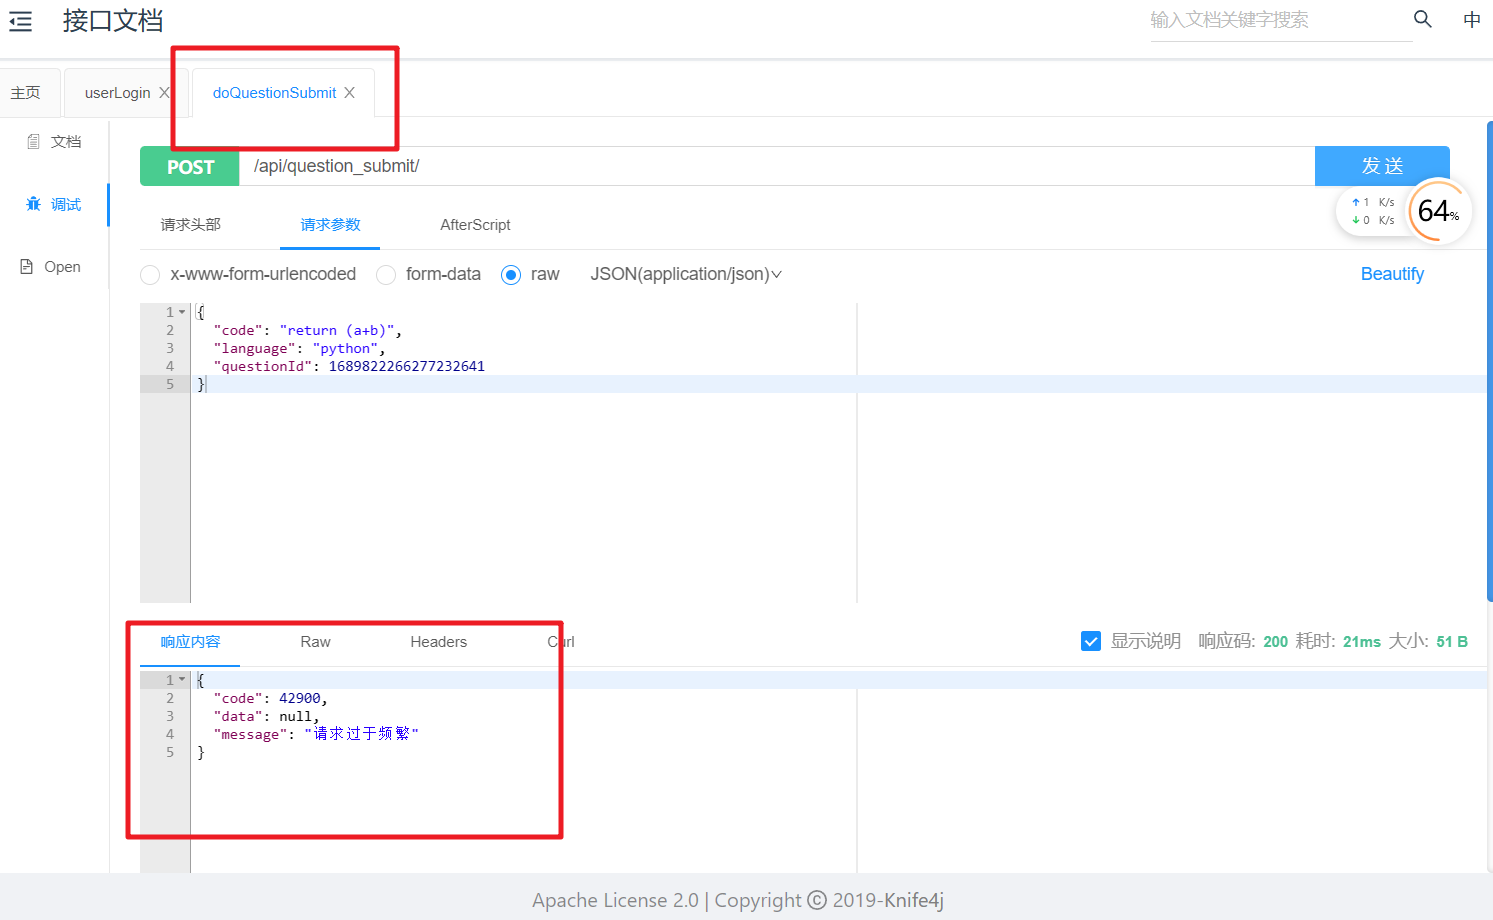 接口文档
输入文档关键字搜索
中
主页
userLogin
doQuestionSubmit
文档
调试
Open
POST
/api/question_submit/
发 送
1 K/s
0 K/s
64%
请求头部
请求参数
AfterScript
x-www-form-urlencoded
form-data
raw
JSON(application/json)
Beautify
1 {
2 "code": "return (a+b)",
3 "language": "python",
4 "questionId": 1689822266277232641
5 }
响应内容
Raw
Headers
Curl
显示说明
响应码: 200
耗时: 21ms
大小: 51 B
1 {
2 "code": 42900,
3 "data": null,
4 "message": "请求过于频繁"
5 }
Apache License 2.0 | Copyright © 2019-Knife4j